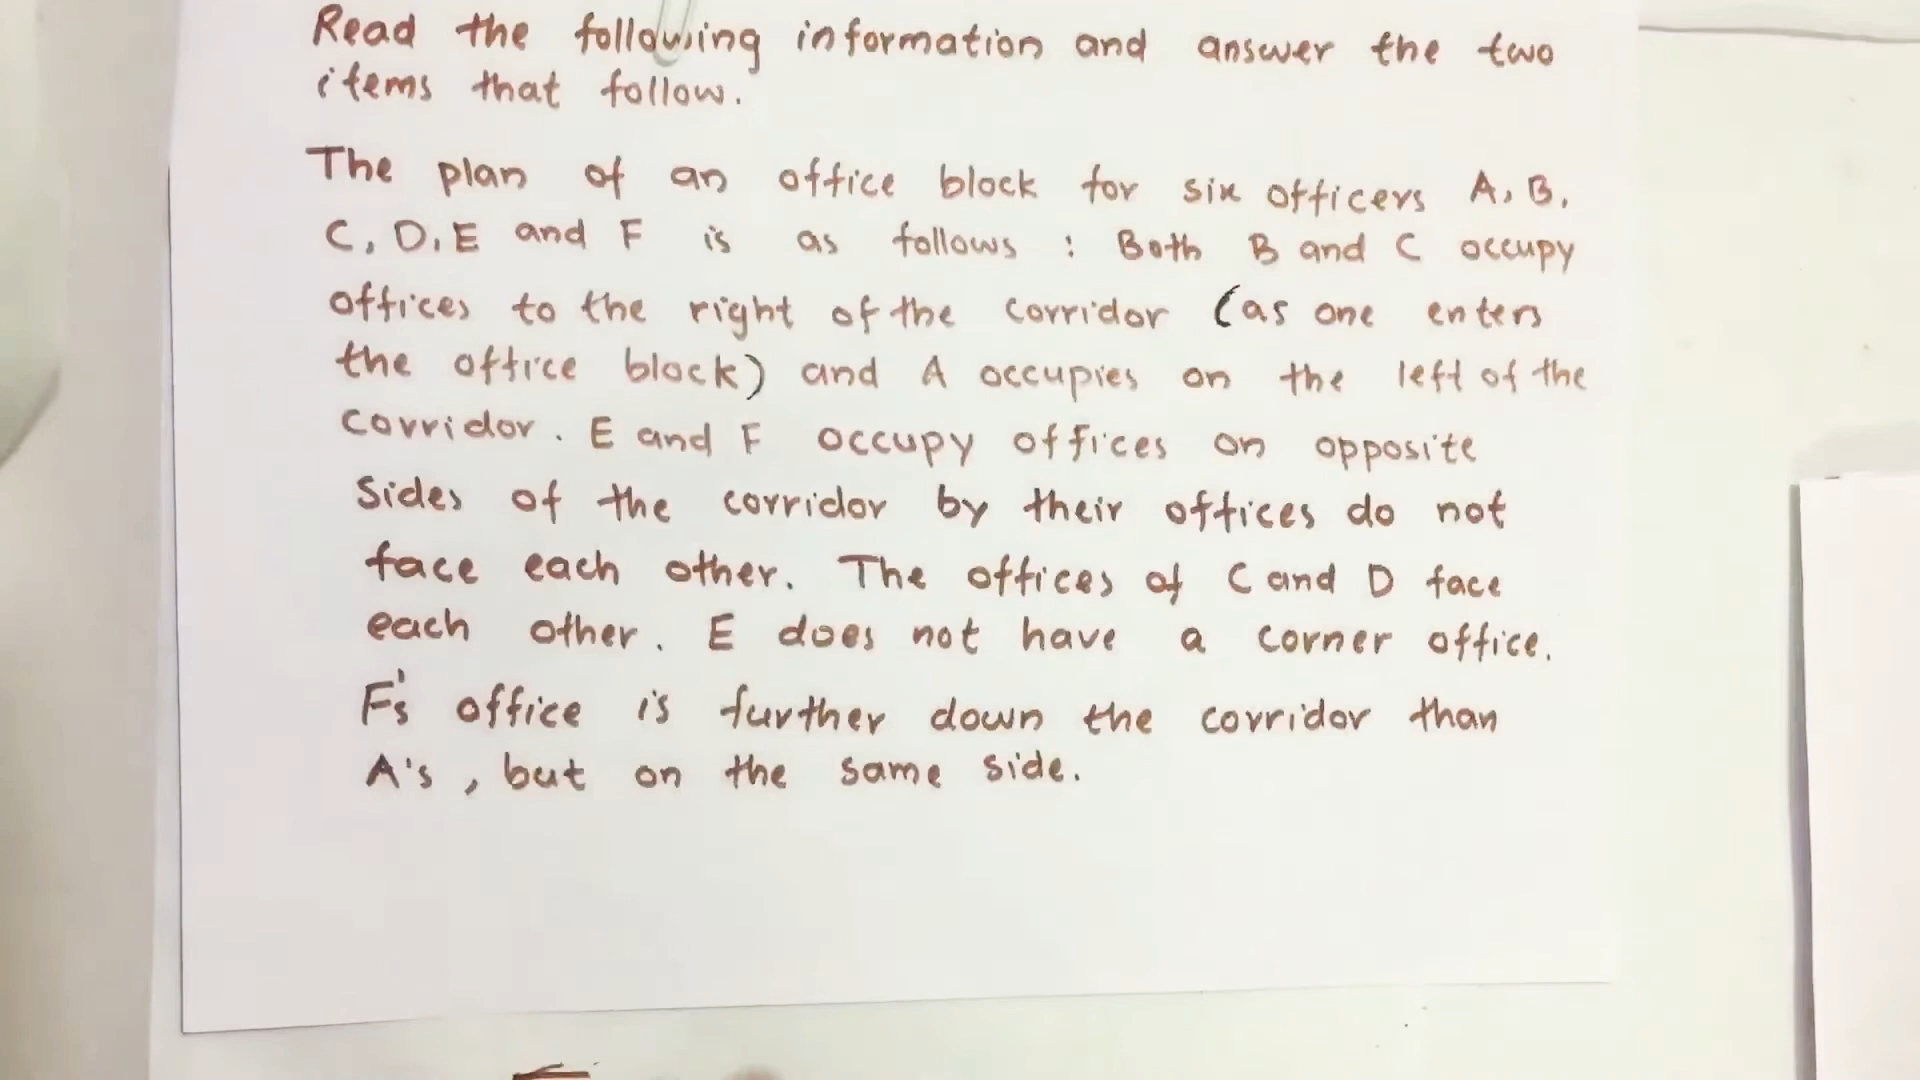 Read the following information and answer the two
items that follow.
The plan of an office block for six officers A, B,
C, D, E and F is as follows : Both B and C occupy
offices to the right of the corridor (as one enters
the office block) and A occupies on the left of the
corridor. E and F occupy offices on opposite
sides of the corridor by their offices do not
face each other. The offices of C and D face
each other. E does not have a corner office.
F's office is further down the corridor than
A's, but on the same side.